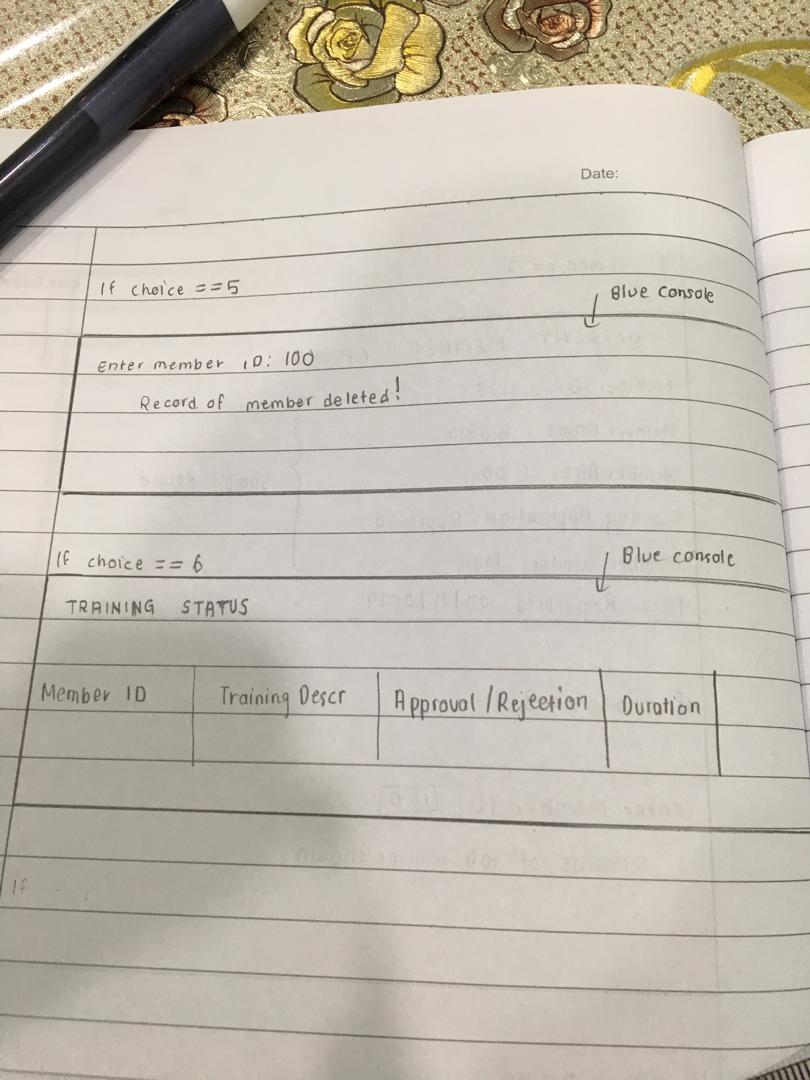 Date:
If choice ==5
Blue Console
Enter member ID: 100
Record of member deleted!
If choice == 6
Blue console
TRAINING STATUS
Member ID Training Descr Approval/Rejection Duration
If